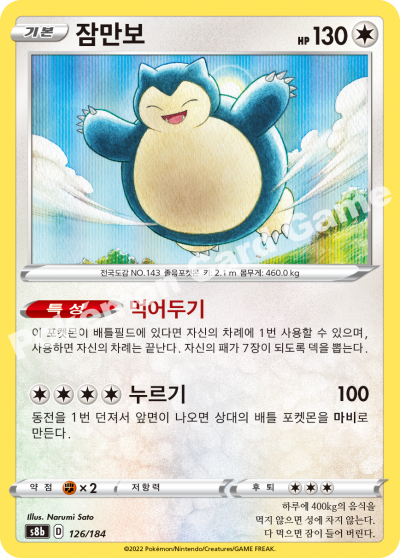 기본 잠만보 HP 130
전국도감 NO.143 졸음포켓몬 키: 2.1m 몸무게: 460.0kg
특성 먹어두기
이 포켓몬이 배틀필드에 있다면 자신의 차례에 1번 사용할 수 있으며,
사용하면 자신의 차례는 끝난다. 자신의 패가 7장이 되도록 덱을 뽑는다.
누르기 100
동전을 1번 던져서 앞면이 나오면 상대의 배틀 포켓몬을 마비로
만든다.
약점 ×2 저항력 후퇴
Illus. Narumi Sato
s8b D 126/184
하루에 400kg의 음식을
먹지 않으면 성에 차지 않는다.
다 먹으면 잠이 들어 버린다.
©2022 Pokémon/Nintendo/Creatures/GAME FREAK.
Pokémon Card Game